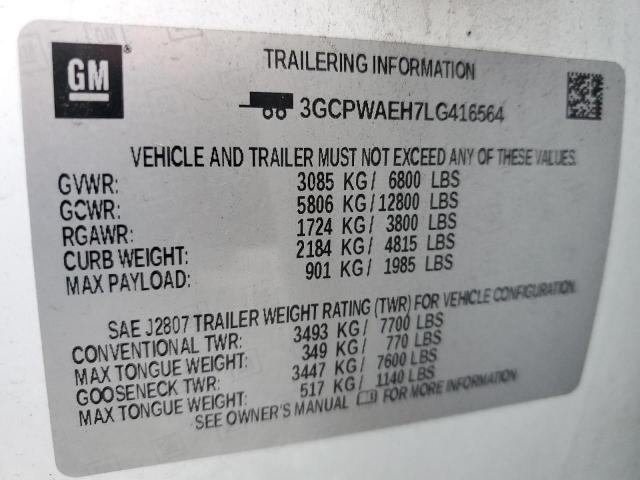 GM
TRAILERING INFORMATION
3GCPWAEH7LG416564
VEHICLE AND TRAILER MUST NOT EXCEED ANY OF THESE VALUES.
GVWR: 3085 KG/ 6800 LBS
GCWR: 5806 KG/12800 LBS
RGAWR: 1724 KG/ 3800 LBS
CURB WEIGHT: 2184 KG/ 4815 LBS
MAX PAYLOAD: 901 KG/ 1985 LBS
SAE J2807 TRAILER WEIGHT RATING (TWR) FOR VEHICLE CONFIGURATION.
CONVENTIONAL TWR: 3493 KG/ 7700 LBS
MAX TONGUE WEIGHT: 349 KG/ 770 LBS
GOOSENECK TWR: 3447 KG/ 7600 LBS
MAX TONGUE WEIGHT: 517 KG/ 1140 LBS
SEE OWNER'S MANUAL FOR MORE INFORMATION